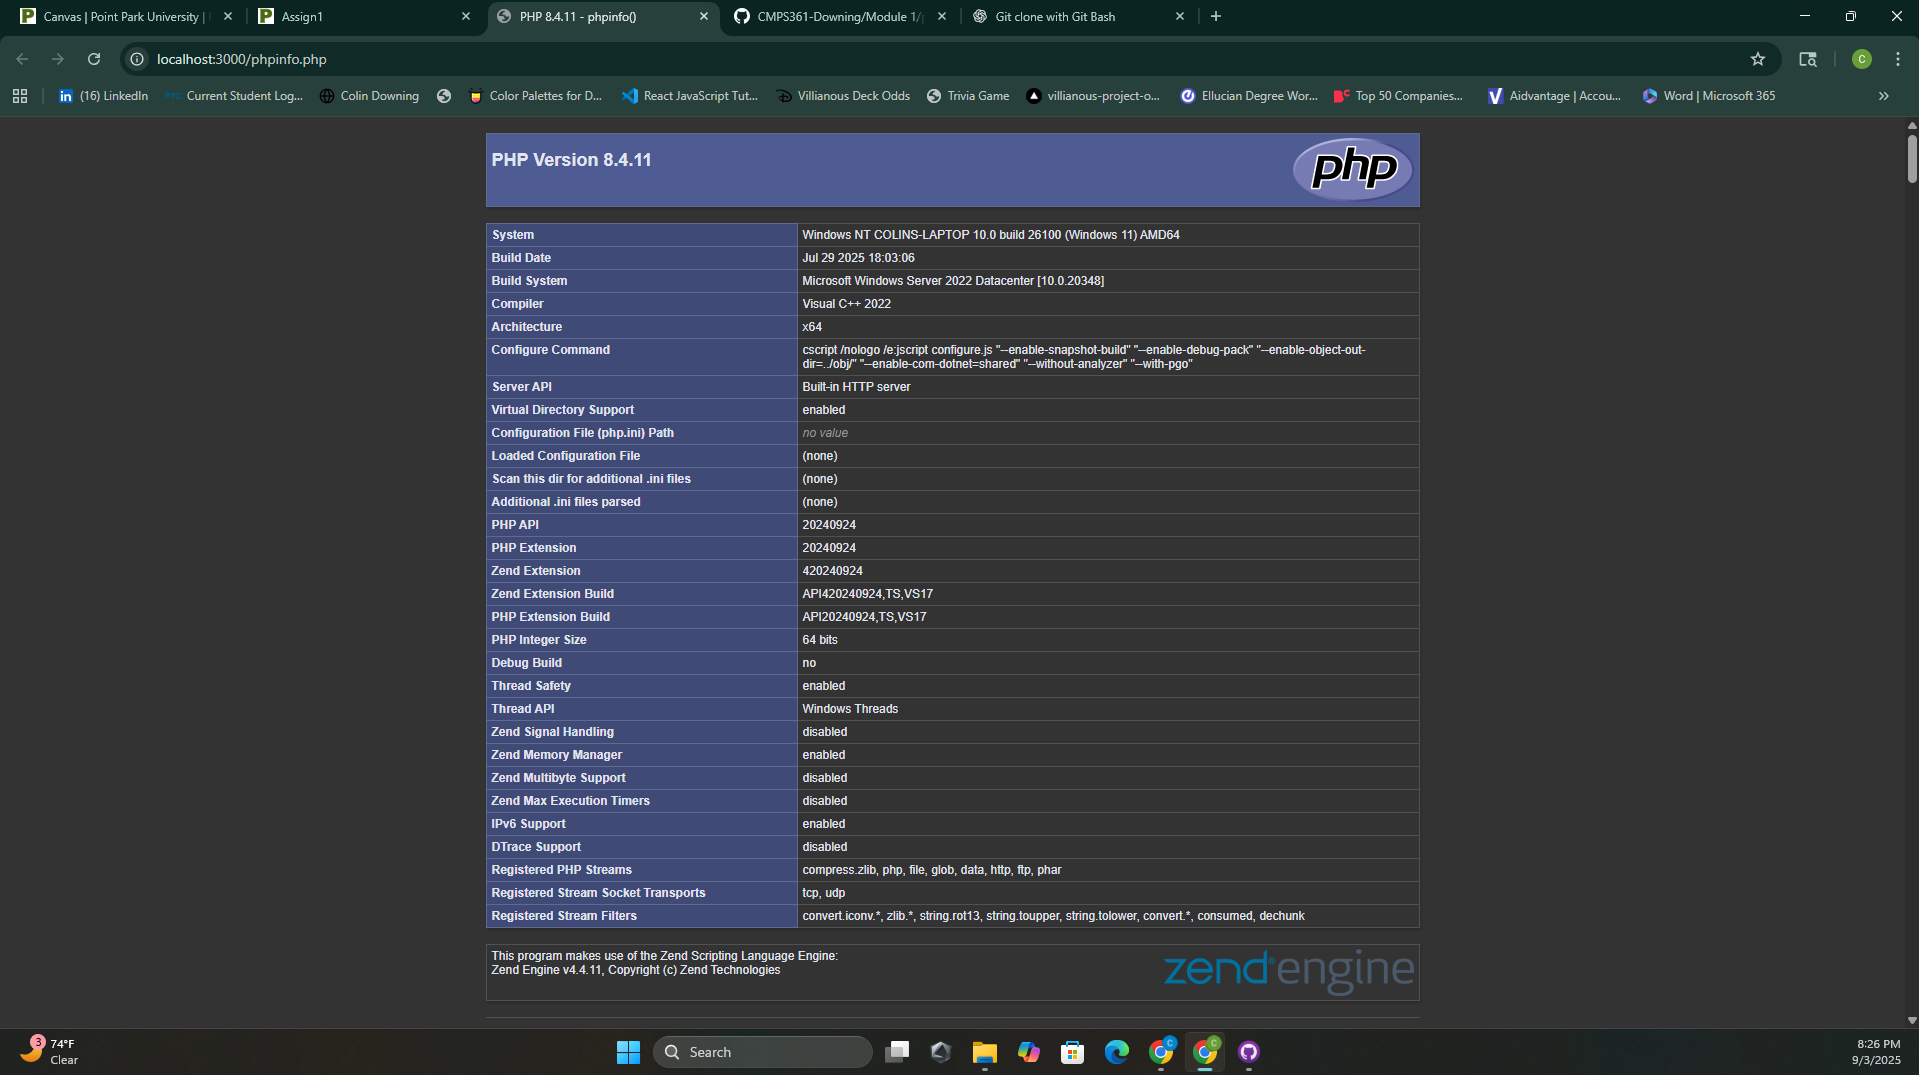 Canvas | Point Park University |
Assign1
PHP 8.4.11 - phpinfo()
CMPS361-Downing/Module 1/
Git clone with Git Bash
localhost:3000/phpinfo.php
C
(16) LinkedIn
Current Student Log...
Colin Downing
Color Palettes for D...
React JavaScript Tut...
Villianous Deck Odds
Trivia Game
villianous-project-o...
Ellucian Degree Wor...
Top 50 Companies...
Aidvantage | Accou...
Word | Microsoft 365
PHP Version 8.4.11
php
System Windows NT COLINS-LAPTOP 10.0 build 26100 (Windows 11) AMD64
Build Date Jul 29 2025 18:03:06
Build System Microsoft Windows Server 2022 Datacenter [10.0.20348]
Compiler Visual C++ 2022
Architecture x64
Configure Command cscript /nologo /e:jscript configure.js "--enable-snapshot-build" "--enable-debug-pack" "--enable-object-out-
dir=../obj/" "--enable-com-dotnet=shared" "--without-analyzer" "--with-pgo"
Server API Built-in HTTP server
Virtual Directory Support enabled
Configuration File (php.ini) Path no value
Loaded Configuration File (none)
Scan this dir for additional .ini files (none)
Additional .ini files parsed (none)
PHP API 20240924
PHP Extension 20240924
Zend Extension 420240924
Zend Extension Build API420240924,TS,VS17
PHP Extension Build API20240924,TS,VS17
PHP Integer Size 64 bits
Debug Build no
Thread Safety enabled
Thread API Windows Threads
Zend Signal Handling disabled
Zend Memory Manager enabled
Zend Multibyte Support disabled
Zend Max Execution Timers disabled
IPv6 Support enabled
DTrace Support disabled
Registered PHP Streams compress.zlib, php, file, glob, data, http, ftp, phar
Registered Stream Socket Transports tcp, udp
Registered Stream Filters convert.iconv.*, zlib.*, string.rot13, string.toupper, string.tolower, convert.*, consumed, dechunk
This program makes use of the Zend Scripting Language Engine:
Zend Engine v4.4.11, Copyright (c) Zend Technologies
zend engine
3
74°F
Clear
Search
8:26 PM
9/3/2025